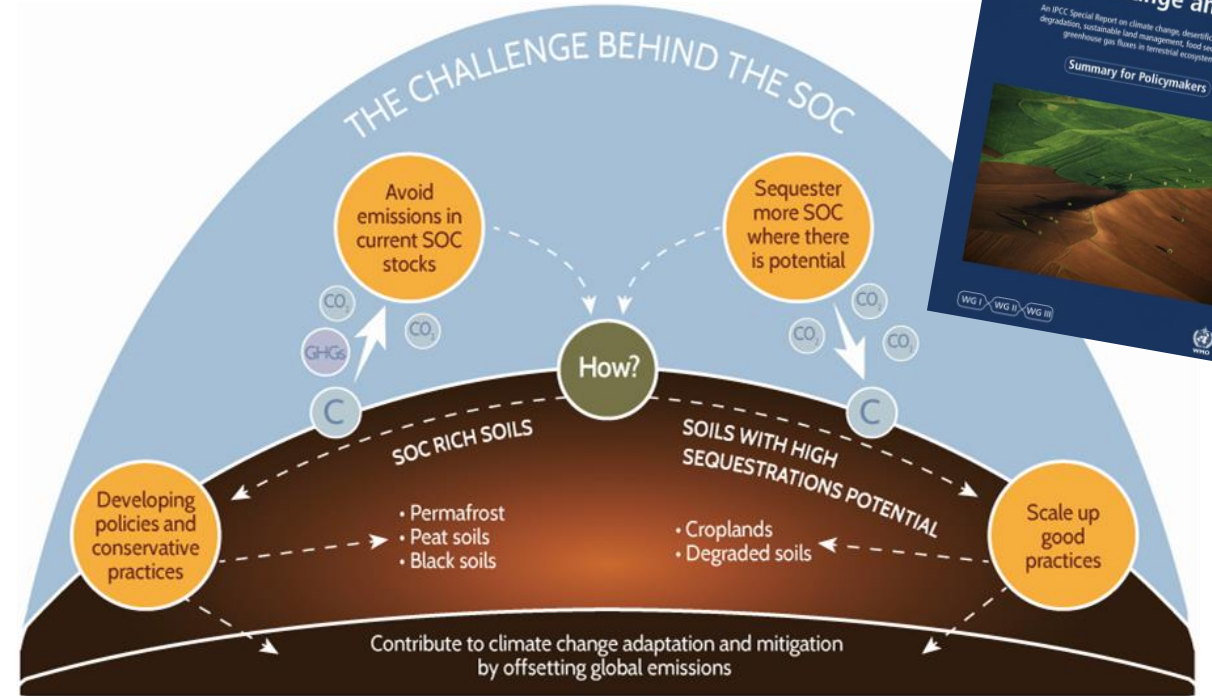 THE CHALLENGE BEHIND THE SOC
Avoid
emissions in
current SOC
stocks
Sequester
more SOC
where there
is potential
CO₂
CO₂
GHGs
C
CO₂
CO₂
CO₂
C
How?
SOC RICH SOILS
SOILS WITH HIGH
SEQUESTRATIONS POTENTIAL
Developing
policies and
conservative
practices
• Permafrost
• Peat soils
• Black soils
• Croplands
• Degraded soils
Scale up
good
practices
Contribute to climate change adaptation and mitigation
by offsetting global emissions
An IPCC Special Report on climate change,
degradation, sustainable land management, food
greenhouse gas fluxes in terrestrial
Summary for Policymakers
WG I WG II WG III
WMO